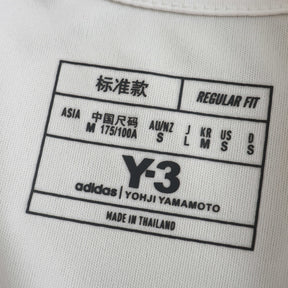 标准款 REGULAR FIT
ASIA 中国尺码 AU/NZ J KR US D
M 175/100A S L M S S
Y-3
adidas | YOHJI YAMAMOTO
MADE IN THAILAND